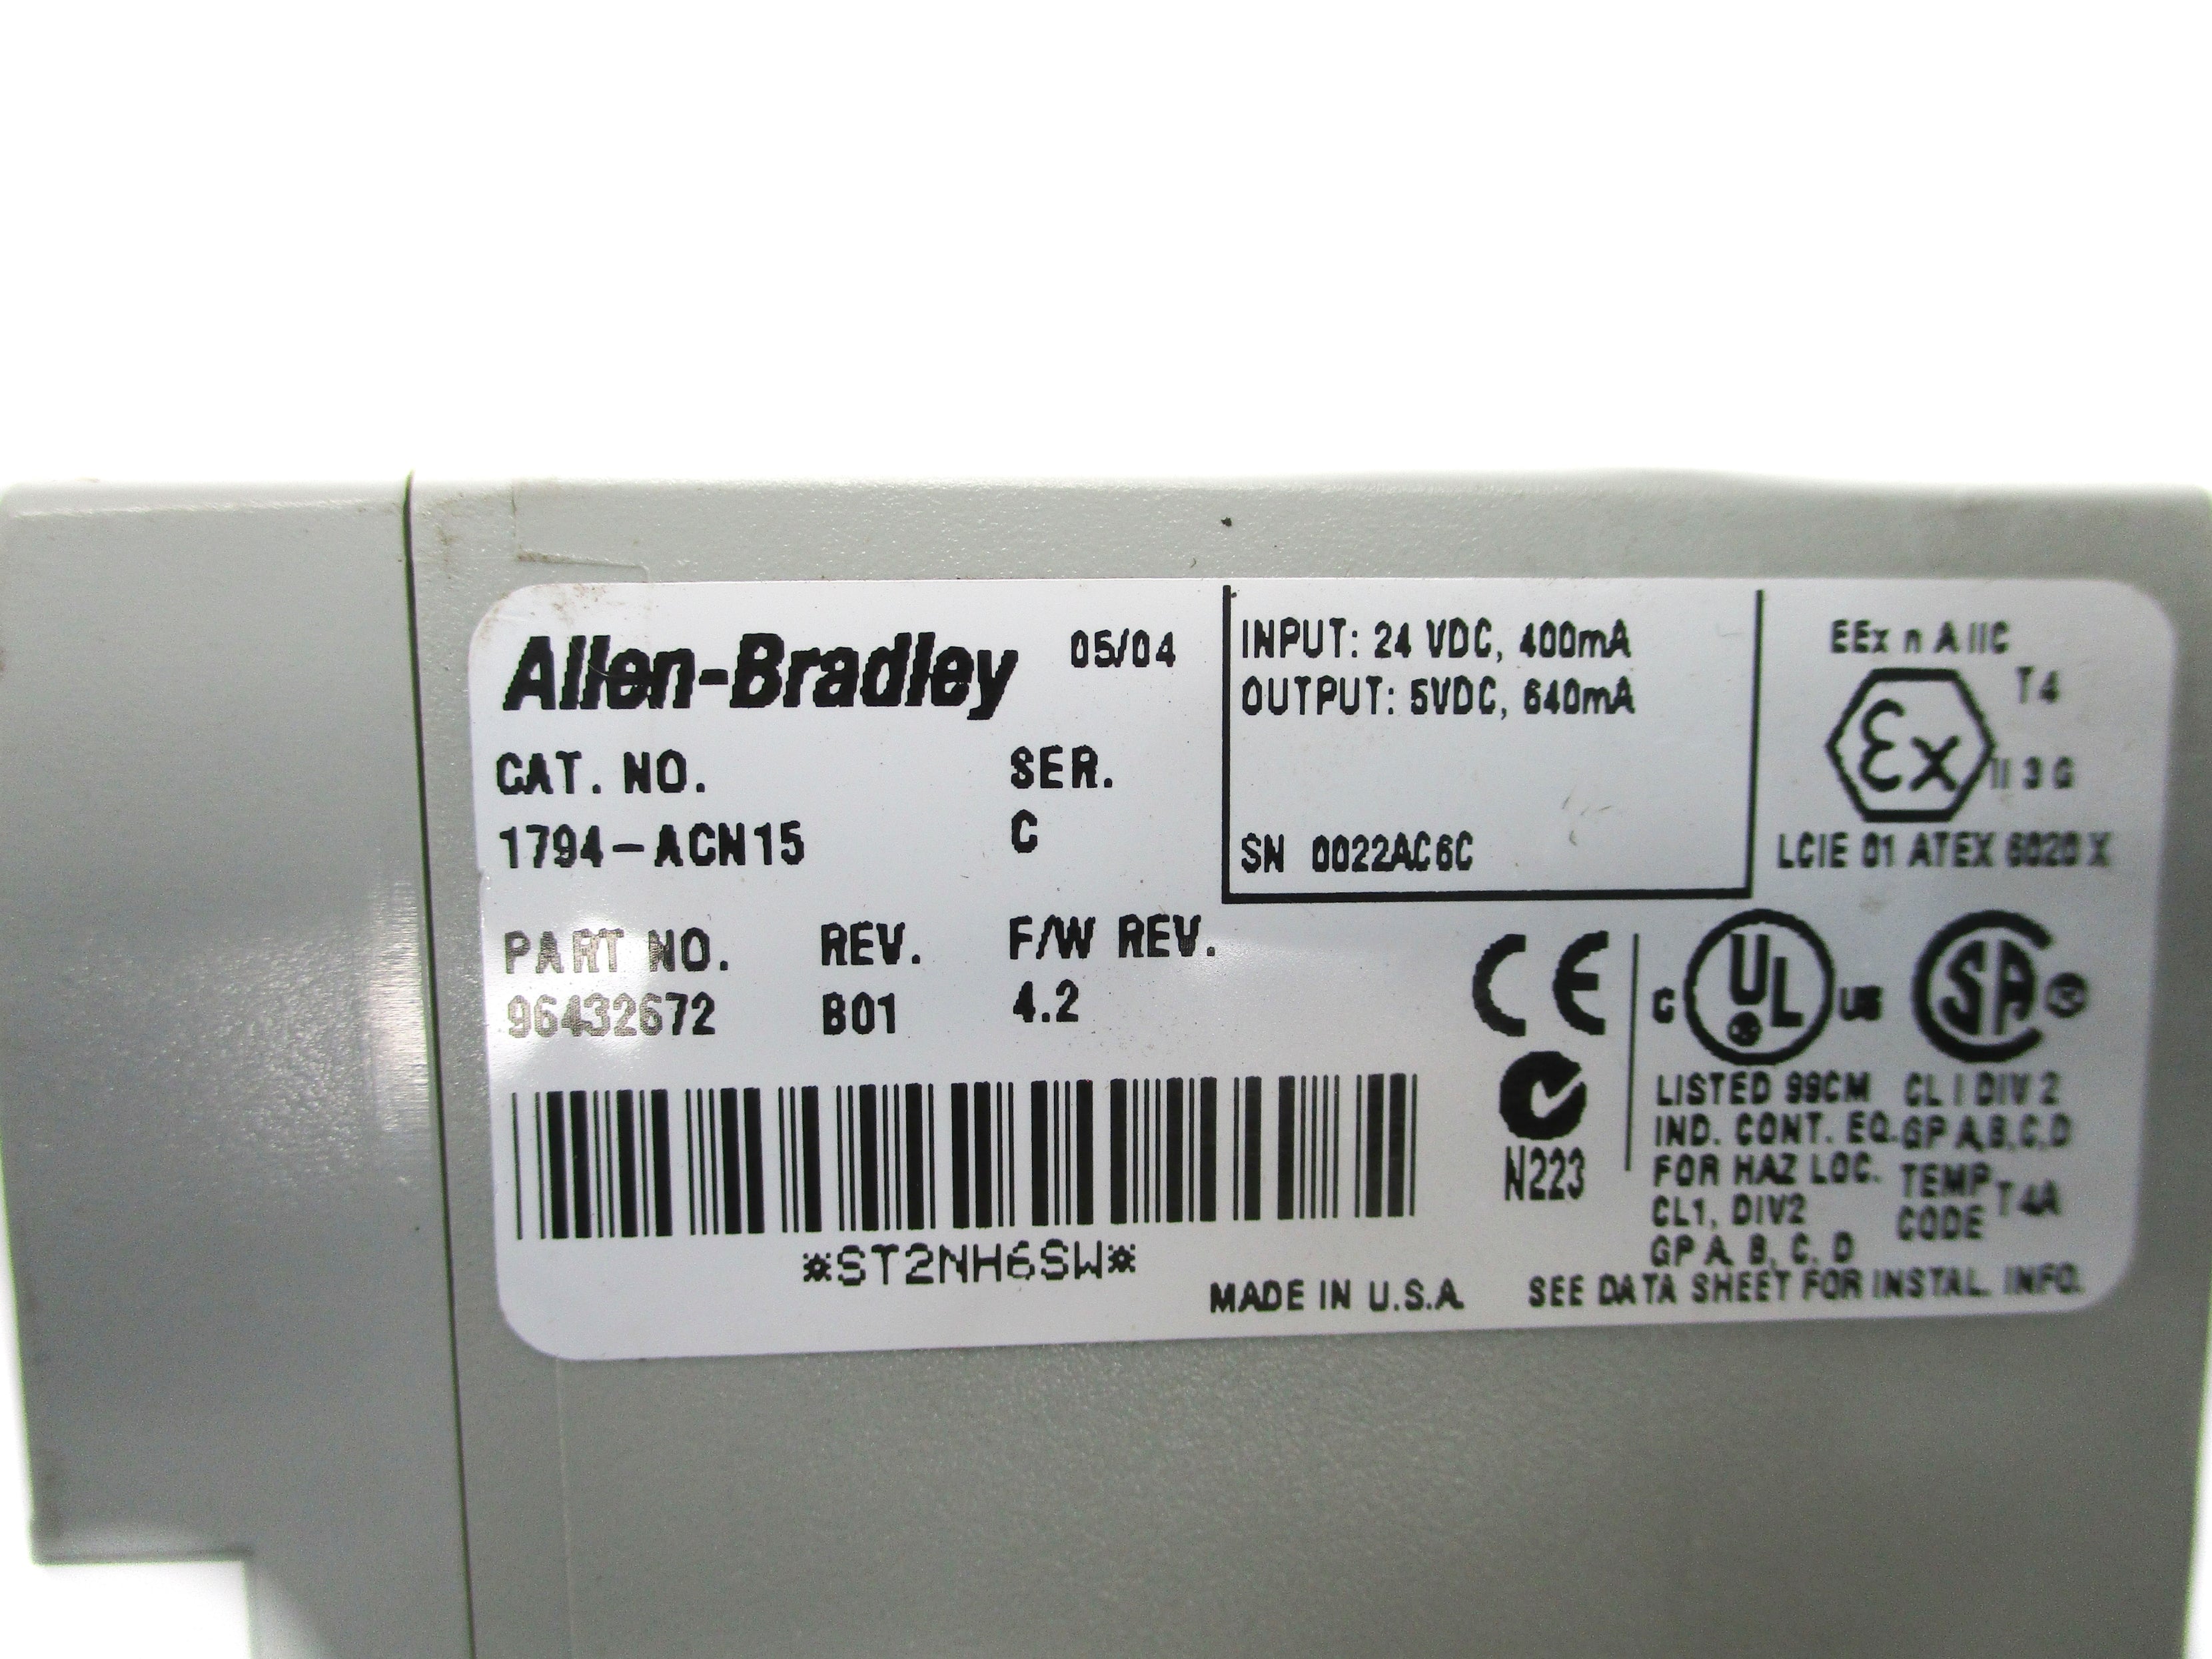 Allen-Bradley 05/04
CAT. NO. SER.
1794-ACN15 C
PART NO. REV. F/W REV.
96432672 B01 4.2
*ST2NH6SW*
MADE IN U.S.A.
INPUT: 24 VDC, 400mA
OUTPUT: 5VDC, 640mA
SN 0022AC6C
EEx n A IIC
T4
Ex
II 3 G
LCIE 01 ATEX 6020 X
CE
N223
C UL US
LISTED 99CM
IND. CONT. EQ.
FOR HAZ LOC.
CL1, DIV2
GP A, B, C, D
SA
CL I DIV 2
GP A,B,C,D
TEMP
CODE T4A
SEE DATA SHEET FOR INSTAL. INFO.